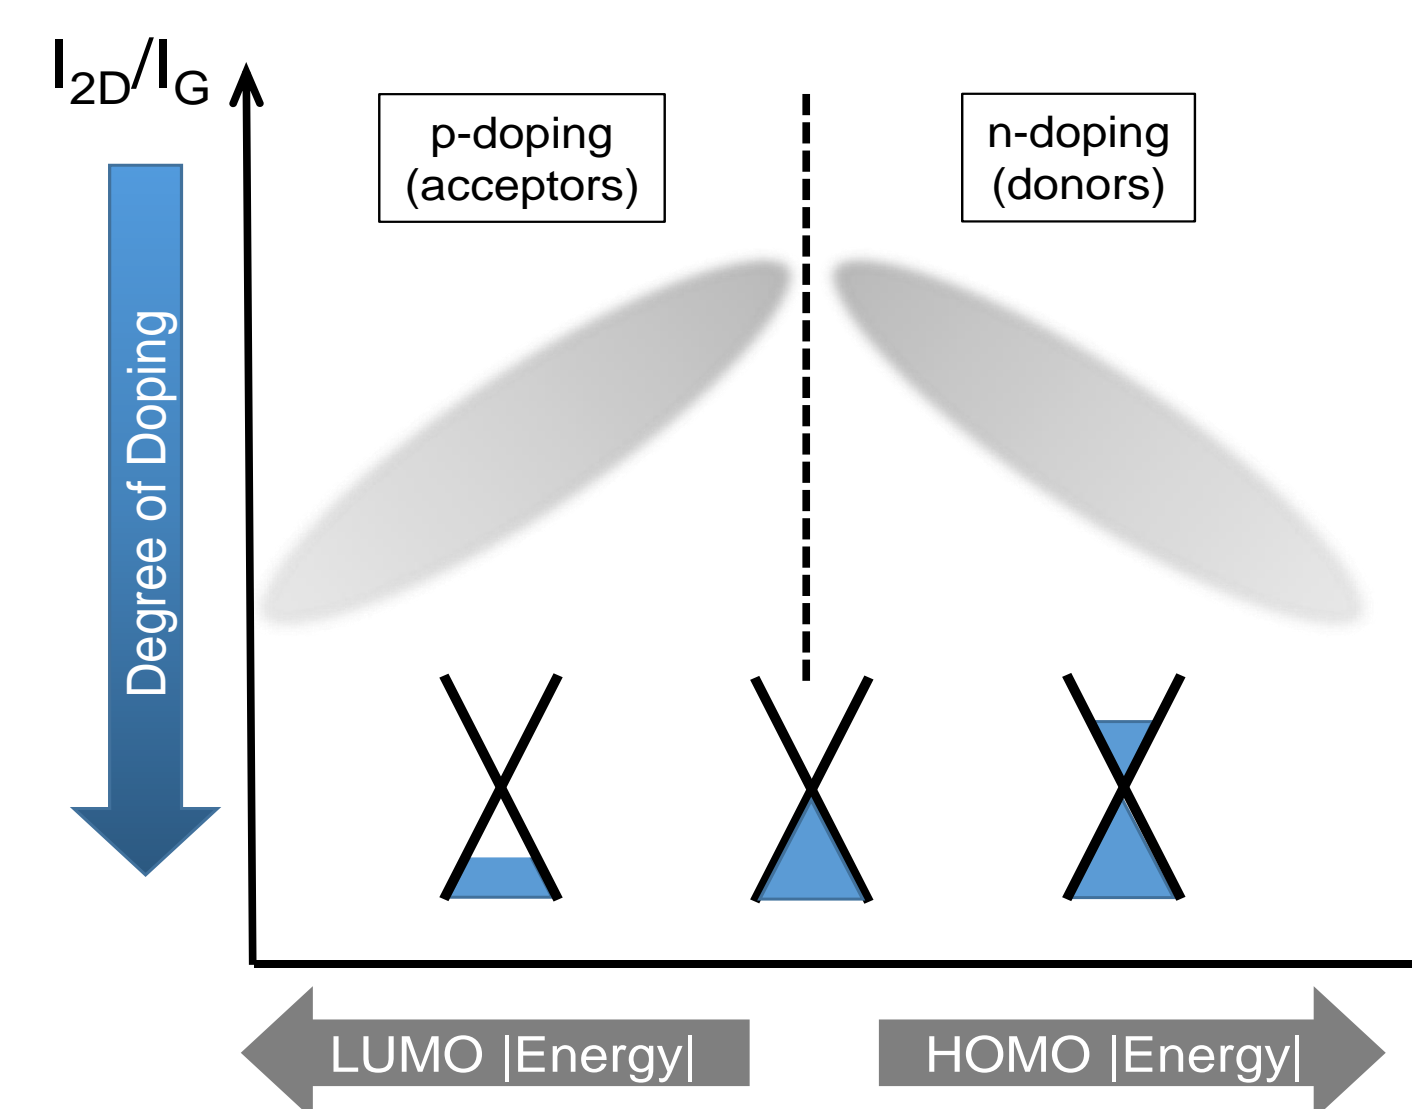 I2D/IG
p-doping
(acceptors)
n-doping
(donors)
Degree of Doping
LUMO |Energy|
HOMO |Energy|